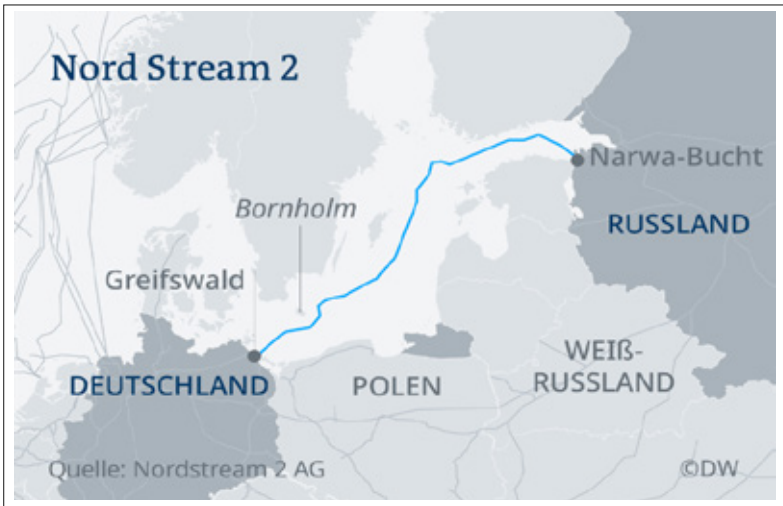 Nord Stream 2
Narwa-Bucht
Bornholm
RUSSLAND
Greifswald
WEIß-
RUSSLAND
DEUTSCHLAND
POLEN
Quelle: Nordstream 2 AG
©DW